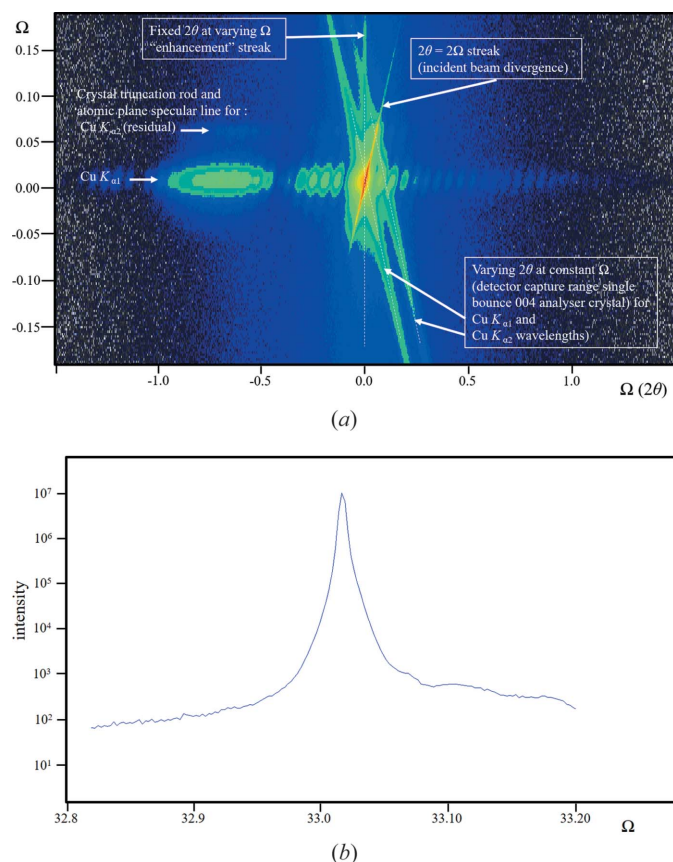 Ω
0.15
0.10
0.05
0.00
-0.05
-0.10
-0.15
Fixed 2θ at varying Ω
“enhancement” streak
2θ = 2Ω streak
(incident beam divergence)
Crystal truncation rod and
atomic plane specular line for :
Cu Kα2 (residual)
Cu Kα1
Varying 2θ at constant Ω
(detector capture range single
bounce 004 analyser crystal) for
Cu Kα1 and
Cu Kα2 wavelengths)
-1.0
-0.5
0.0
0.5
1.0
Ω (2θ)
(a)
intensity
10⁷
10⁶
10⁵
10⁴
10³
10²
10¹
32.8
32.9
33.0
33.10
33.20
Ω
(b)